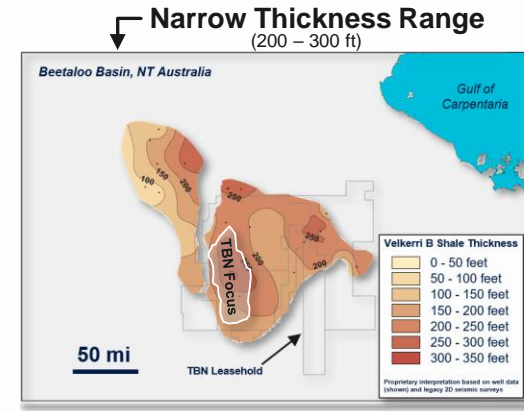 Narrow Thickness Range
(200 – 300 ft)
Beetaloo Basin, NT Australia
Gulf of
Carpentaria
100
150
200
250
250
200
200
TBN Focus
50 mi
TBN Leasehold
Velkerri B Shale Thickness
0 - 50 feet
50 - 100 feet
100 - 150 feet
150 - 200 feet
200 - 250 feet
250 - 300 feet
300 - 350 feet
Proprietary interpretation based on well data
(shown) and legacy 2D seismic surveys